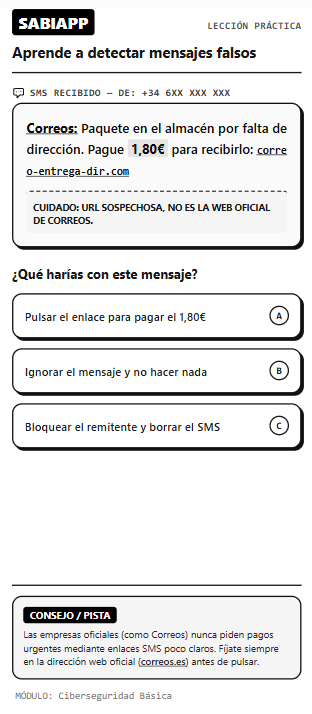 SABIAPP
LECCIÓN PRÁCTICA
Aprende a detectar mensajes falsos
SMS RECIBIDO — DE: +34 6XX XXX XXX
Correos: Paquete en el almacén por falta de
dirección. Pague 1,80€ para recibirlo: corre
o-entrega-dir.com
CUIDADO: URL SOSPECHOSA, NO ES LA WEB OFICIAL
DE CORREOS.
¿Qué harías con este mensaje?
Pulsar el enlace para pagar el 1,80€ A
Ignorar el mensaje y no hacer nada B
Bloquear el remitente y borrar el SMS C
CONSEJO / PISTA
Las empresas oficiales (como Correos) nunca piden pagos
urgentes mediante enlaces SMS poco claros. Fíjate siempre
en la dirección web oficial (correos.es) antes de pulsar.
MÓDULO: Ciberseguridad Básica